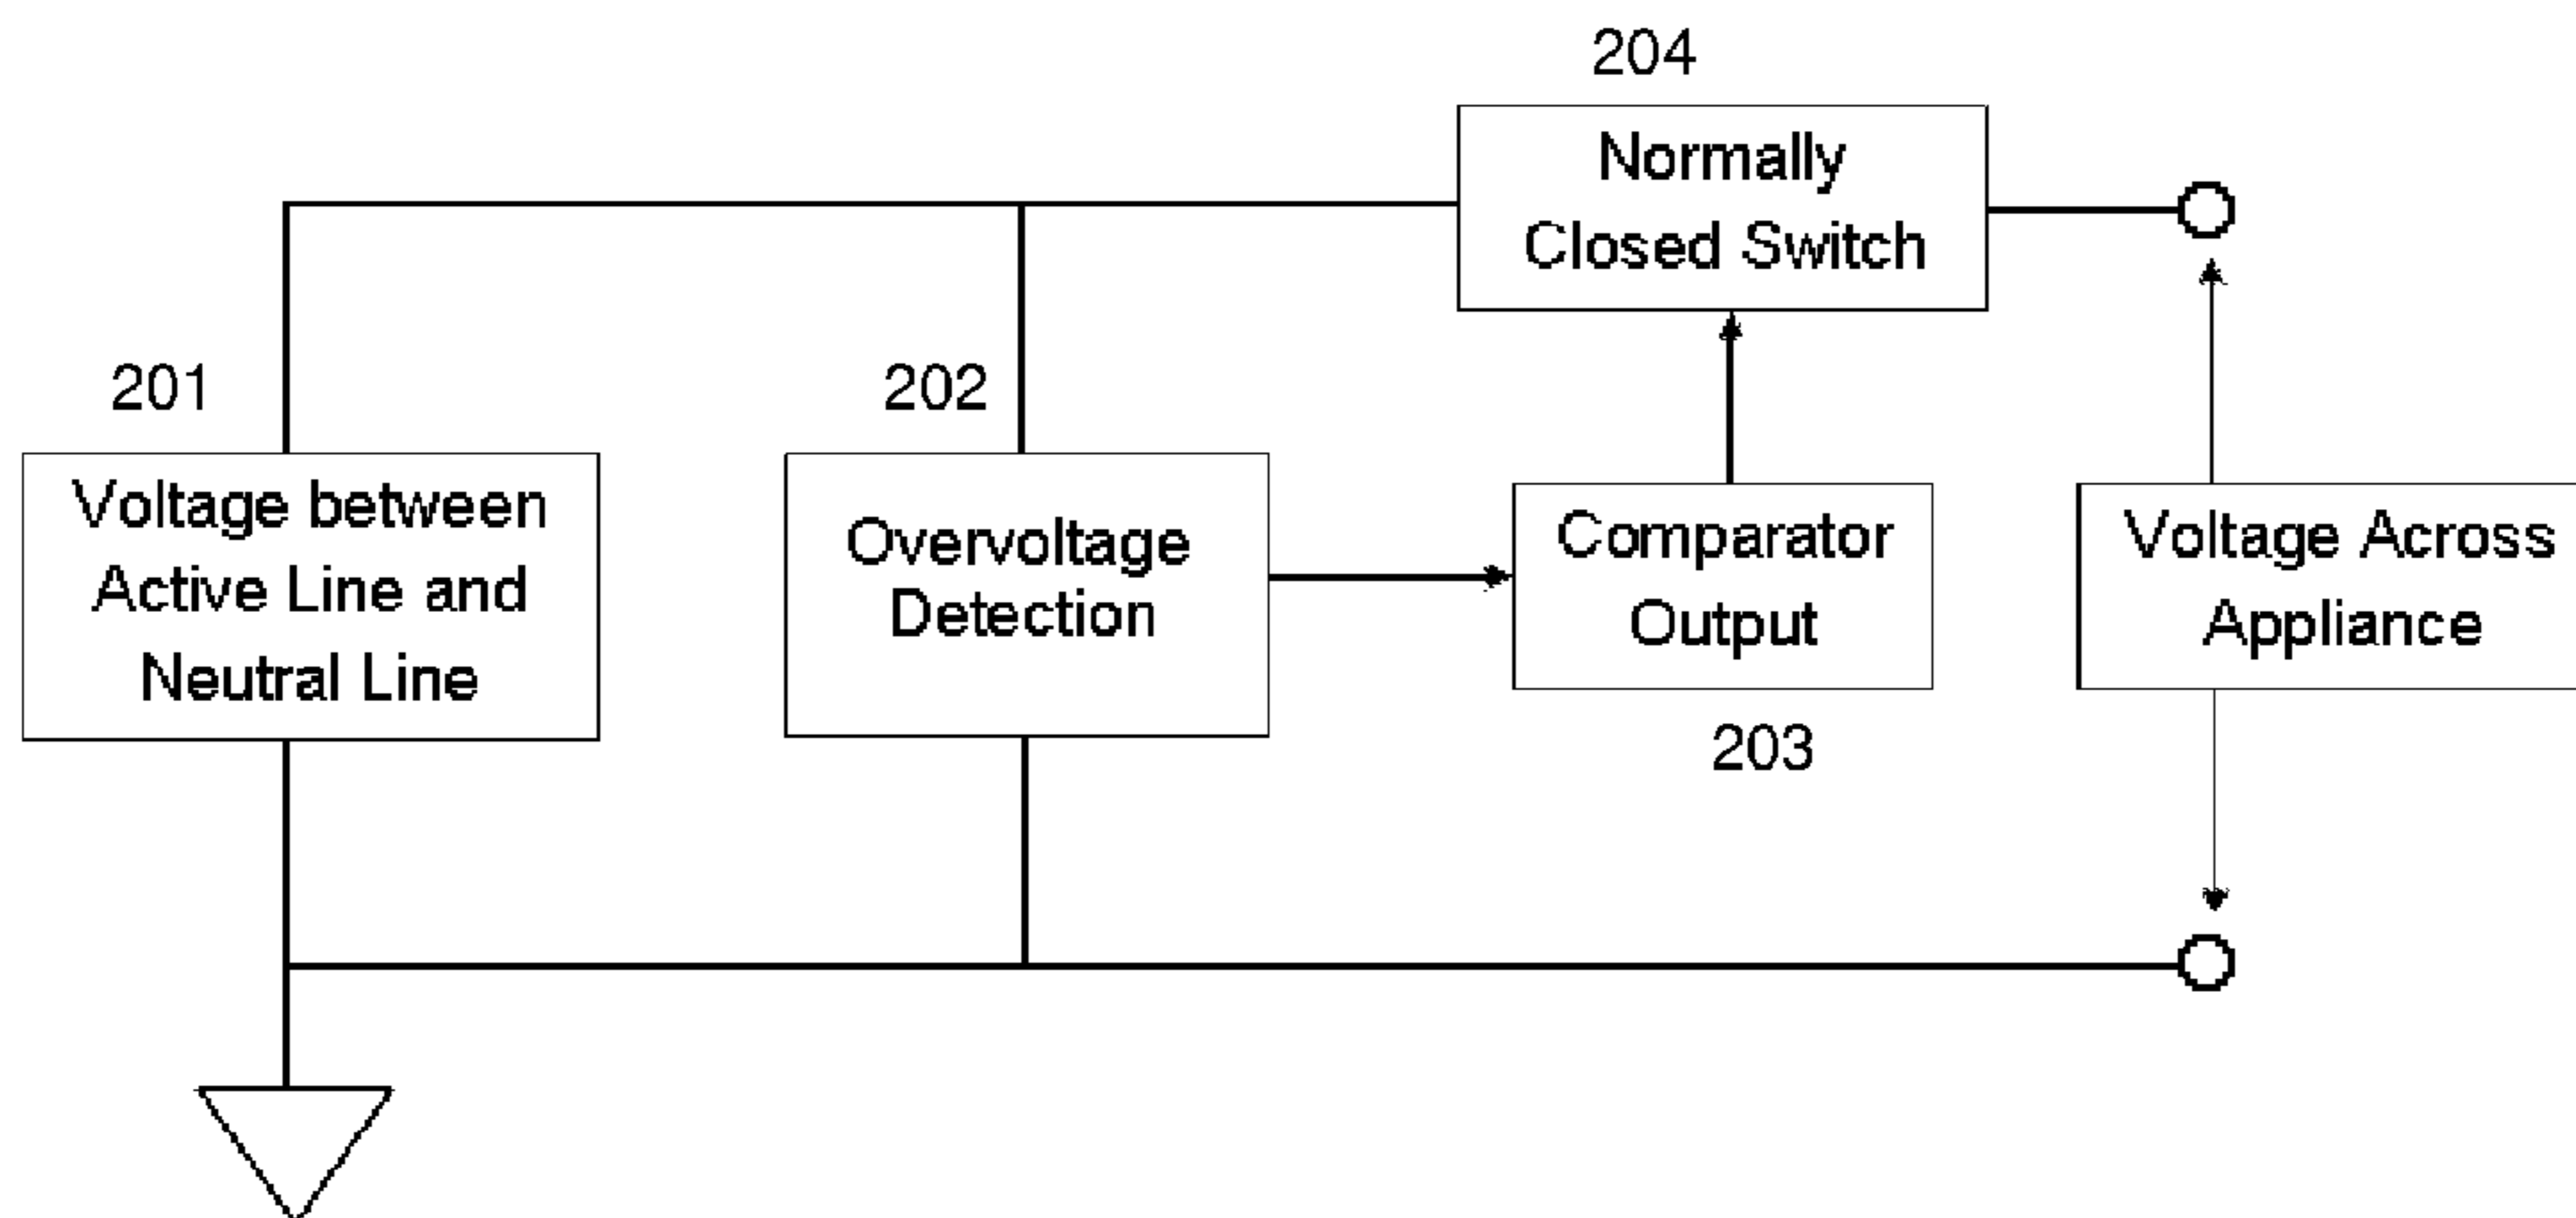 204
Normally
Closed Switch
201
Voltage between
Active Line and
Neutral Line
202
Overvoltage
Detection
Comparator
Output
203
Voltage Across
Appliance